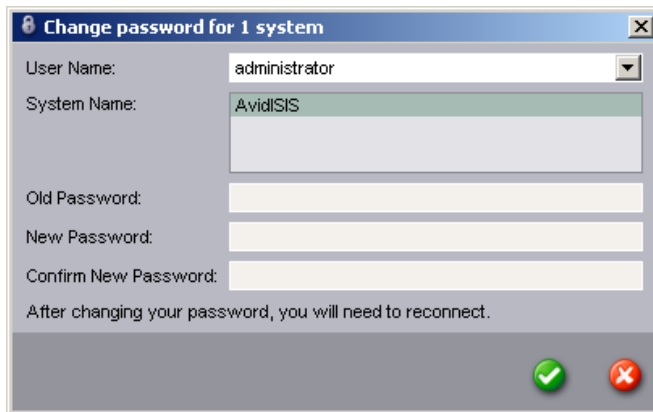 Change password for 1 system
User Name: administrator
System Name: AvidISIS
Old Password:
New Password:
Confirm New Password:
After changing your password, you will need to reconnect.